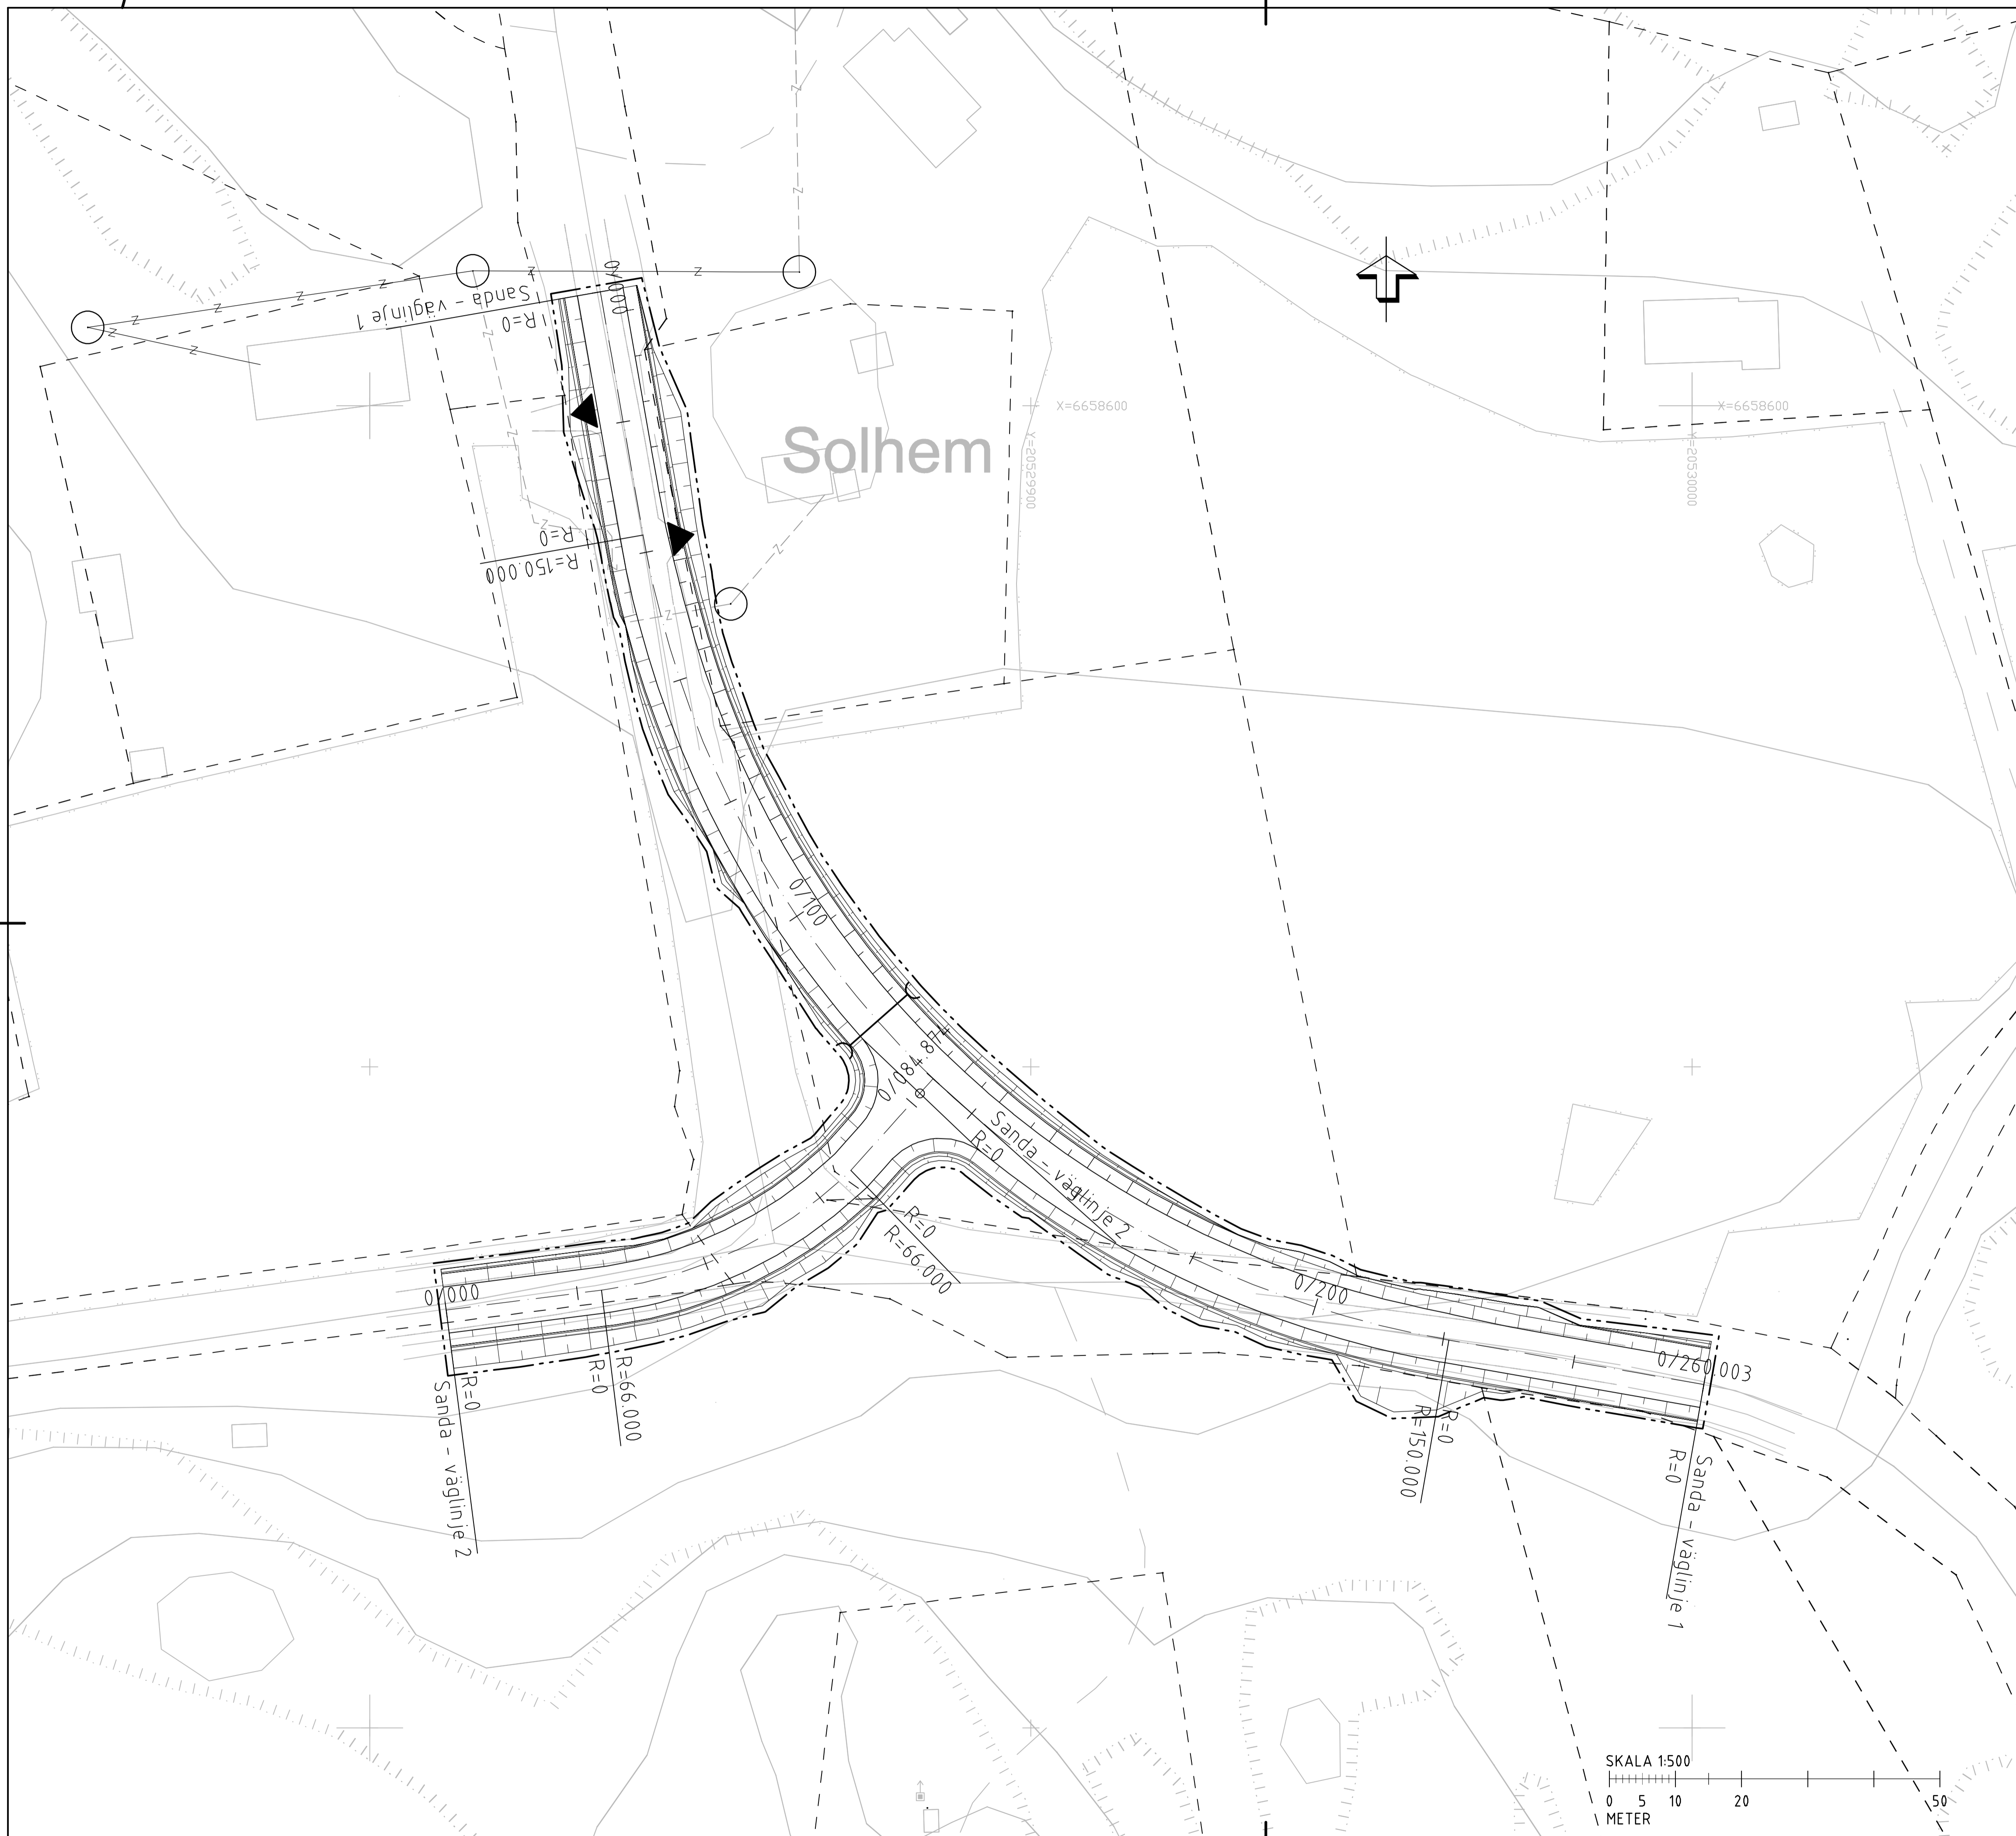 Sanda - väglinje 1
R=0
0/000
Solhem
X=6658600
X=6658600
Y=20529900
Y=20530000
R=0
R=150.000
0/100
0/084.874
Sanda - väglinje 2
R=0
R=0
R=66.000
0/000
0/200
0/260.003
R=0
R=66.000
R=0
Sanda - väglinje 2
R=0
R=150.000
R=0
Sanda - väglinje 1
SKALA 1:500
0 5 10 20 50
METER